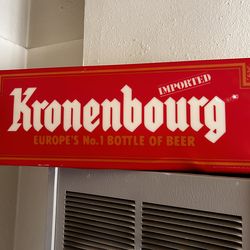 IMPORTED
Kronenbourg
EUROPE'S No.1 BOTTLE OF BEER